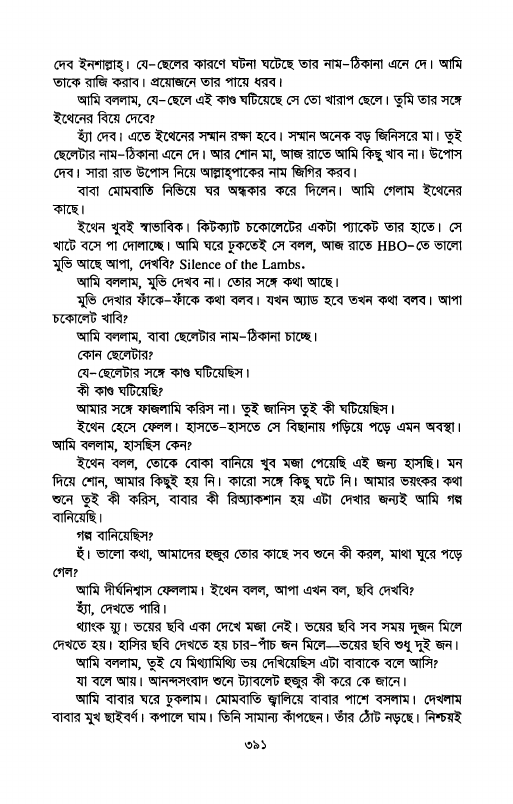 দেব ইনশাল্লাহ্। যে-ছেলের কারণে ঘটনা ঘটেছে তার নাম-ঠিকানা এনে দে। আমি
তাকে রাজি করাব। প্রয়োজনে তার পায়ে ধরব।
আমি বললাম, যে-ছেলে এই কাণ্ড ঘটিয়েছে সে তো খারাপ ছেলে। তুমি তার সঙ্গে
ইথেনের বিয়ে দেবে?
হ্যাঁ দেব। এতে ইথেনের সম্মান রক্ষা হবে। সম্মান অনেক বড় জিনিসরে মা। তুই
ছেলেটার নাম-ঠিকানা এনে দে। আর শোন মা, আজ রাতে আমি কিছু খাব না। উপোস
দেব। সারা রাত উপোস নিয়ে আল্লাহ্‌পাকের নাম জিগির করব।
বাবা মোমবাতি নিভিয়ে ঘর অন্ধকার করে দিলেন। আমি গেলাম ইথেনের
কাছে।
ইথেন খুবই স্বাভাবিক। কিটক্যাট চকোলেটের একটা প্যাকেট তার হাতে। সে
খাটে বসে পা দোলাচ্ছে। আমি ঘরে ঢুকতেই সে বলল, আজ রাতে HBO-তে ভালো
মুভি আছে আপা, দেখবি? Silence of the Lambs.
আমি বললাম, মুভি দেখব না। তোর সঙ্গে কথা আছে।
মুভি দেখার ফাঁকে-ফাঁকে কথা বলব। যখন অ্যাড হবে তখন কথা বলব। আপা
চকোলেট খাবি?
আমি বললাম, বাবা ছেলেটার নাম-ঠিকানা চাচ্ছে।
কোন ছেলেটার?
যে-ছেলেটার সঙ্গে কাণ্ড ঘটিয়েছিস।
কী কাণ্ড ঘটিয়েছি?
আমার সঙ্গে ফাজলামি করিস না। তুই জানিস তুই কী ঘটিয়েছিস।
ইথেন হেসে ফেলল। হাসতে-হাসতে সে বিছানায় গড়িয়ে পড়ে এমন অবস্থা।
আমি বললাম, হাসছিস কেন?
ইথেন বলল, তোকে বোকা বানিয়ে খুব মজা পেয়েছি এই জন্য হাসছি। মন
দিয়ে শোন, আমার কিছুই হয় নি। কারো সঙ্গে কিছু ঘটে নি। আমার ভয়ংকর কথা
শুনে তুই কী করিস, বাবার কী রিঅ্যাকশান হয় এটা দেখার জন্যই আমি গল্প
বানিয়েছি।
গল্প বানিয়েছিস?
হুঁ। ভালো কথা, আমাদের হুজুর তোর কাছে সব শুনে কী করল, মাথা ঘুরে পড়ে
গেল?
আমি দীর্ঘনিশ্বাস ফেললাম। ইথেন বলল, আপা এখন বল, ছবি দেখবি?
হ্যাঁ, দেখতে পারি।
থ্যাংক য়্যু। ভয়ের ছবি একা দেখে মজা নেই। ভয়ের ছবি সব সময় দুজন মিলে
দেখতে হয়। হাসির ছবি দেখতে হয় চার-পাঁচ জন মিলে—ভয়ের ছবি শুধু দুই জন।
আমি বললাম, তুই যে মিথ্যামিথ্যি ভয় দেখিয়েছিস এটা বাবাকে বলে আসি?
যা বলে আয়। আনন্দসংবাদ শুনে ট্যাবলেট হুজুর কী করে কে জানে।
আমি বাবার ঘরে ঢুকলাম। মোমবাতি জ্বালিয়ে বাবার পাশে বসলাম। দেখলাম
বাবার মুখ ছাইবর্ণ। কপালে ঘাম। তিনি সামান্য কাঁপছেন। তাঁর ঠোঁট নড়ছে। নিশ্চয়ই
৩৯১